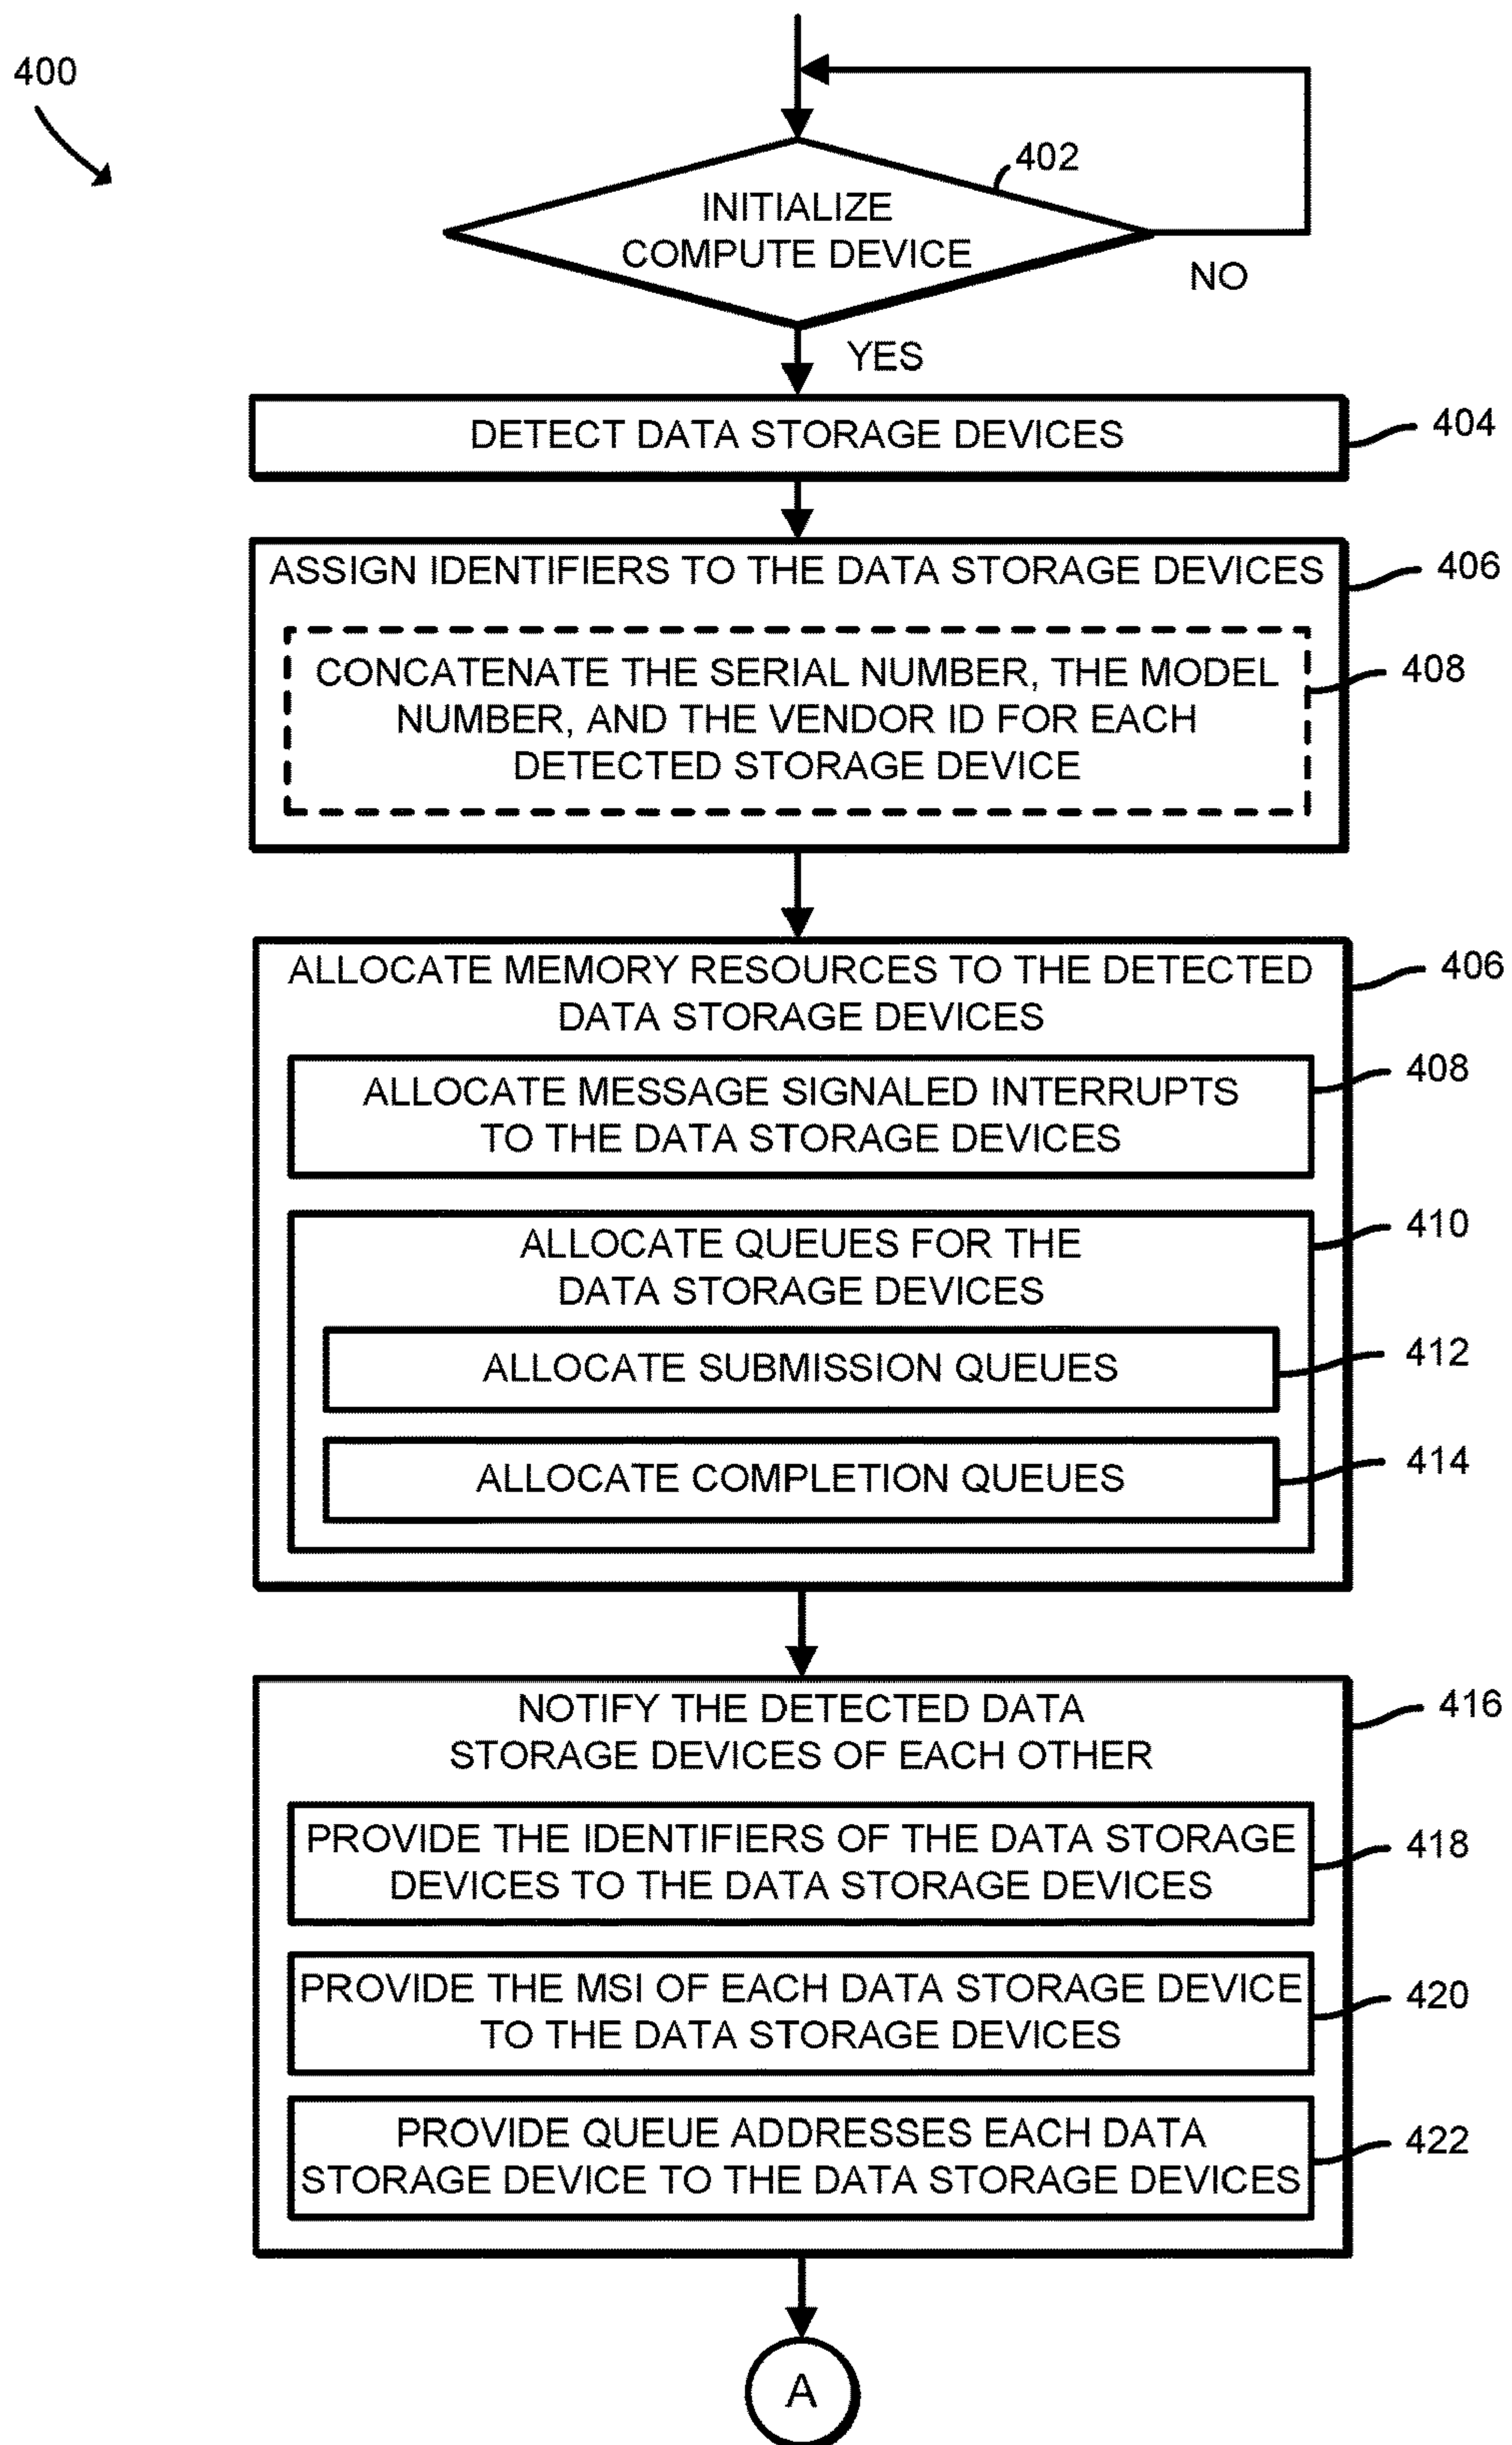 400
402
INITIALIZE
COMPUTE DEVICE
NO
YES
DETECT DATA STORAGE DEVICES
404
ASSIGN IDENTIFIERS TO THE DATA STORAGE DEVICES
406
CONCATENATE THE SERIAL NUMBER, THE MODEL
NUMBER, AND THE VENDOR ID FOR EACH
DETECTED STORAGE DEVICE
408
ALLOCATE MEMORY RESOURCES TO THE DETECTED
DATA STORAGE DEVICES
406
ALLOCATE MESSAGE SIGNALED INTERRUPTS
TO THE DATA STORAGE DEVICES
408
ALLOCATE QUEUES FOR THE
DATA STORAGE DEVICES
410
ALLOCATE SUBMISSION QUEUES
412
ALLOCATE COMPLETION QUEUES
414
NOTIFY THE DETECTED DATA
STORAGE DEVICES OF EACH OTHER
416
PROVIDE THE IDENTIFIERS OF THE DATA STORAGE
DEVICES TO THE DATA STORAGE DEVICES
418
PROVIDE THE MSI OF EACH DATA STORAGE DEVICE
TO THE DATA STORAGE DEVICES
420
PROVIDE QUEUE ADDRESSES EACH DATA
STORAGE DEVICE TO THE DATA STORAGE DEVICES
422
A